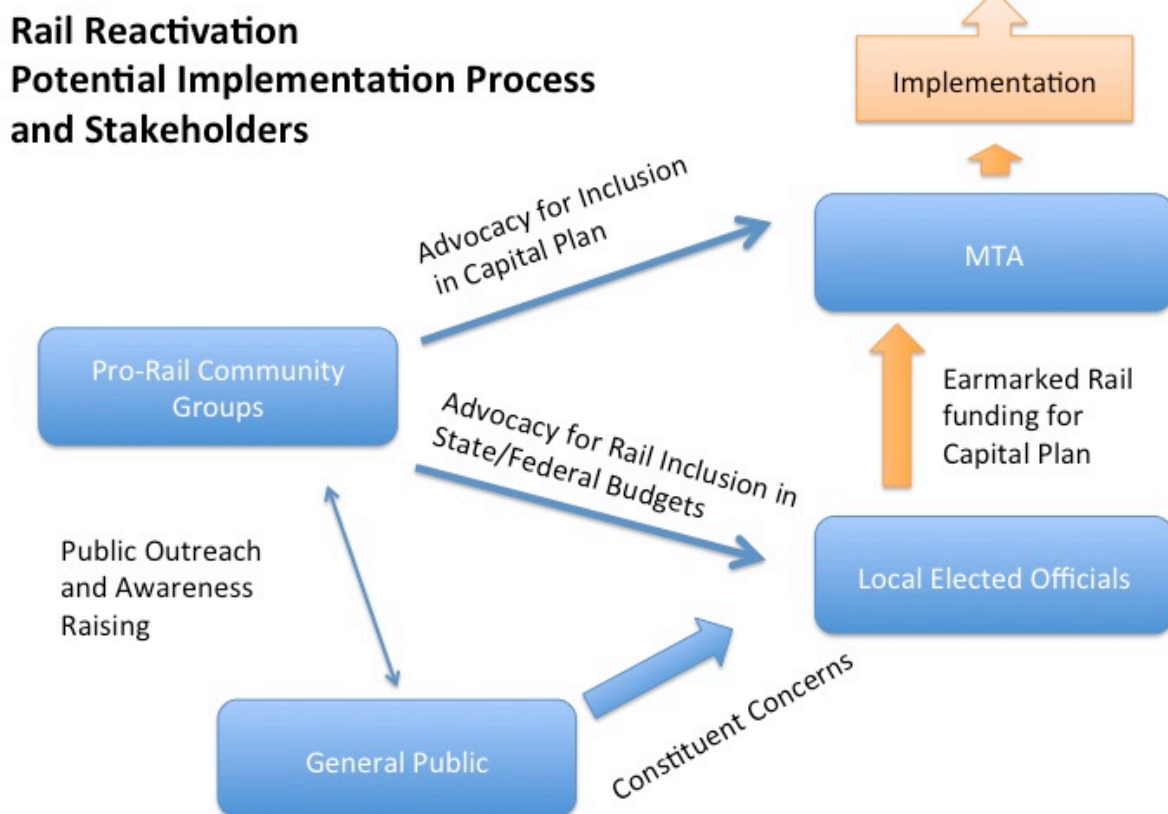 Rail Reactivation
Potential Implementation Process
and Stakeholders
Implementation
Advocacy for Inclusion
in Capital Plan
MTA
Pro-Rail Community
Groups
Earmarked Rail
funding for
Capital Plan
Advocacy for Rail Inclusion in
State/Federal Budgets
Public Outreach
and Awareness
Raising
Local Elected Officials
Constituent Concerns
General Public